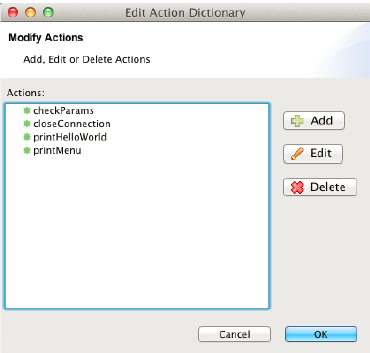 Edit Action Dictionary
Modify Actions
Add, Edit or Delete Actions
Actions:
checkParams
closeConnection
printHelloWorld
printMenu
Add
Edit
Delete
Cancel
OK